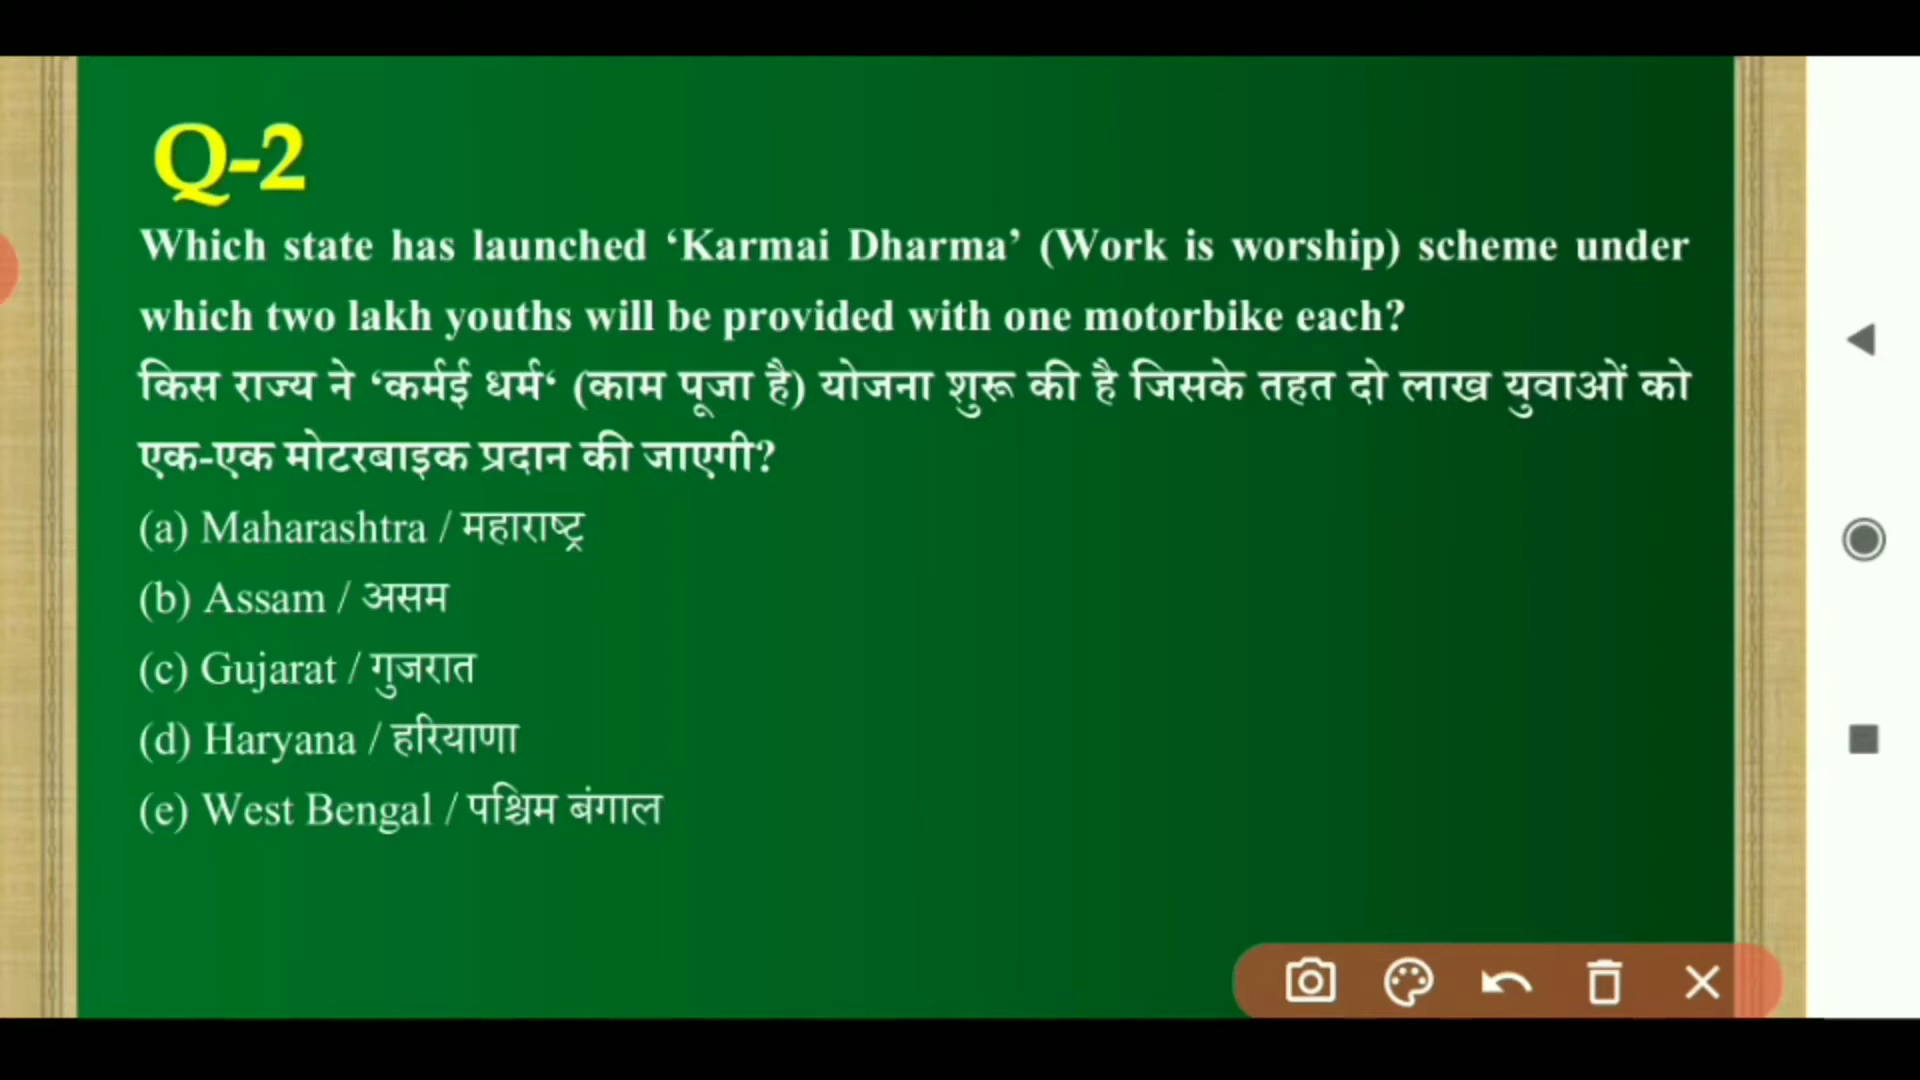 Q-2
Which state has launched ‘Karmai Dharma’ (Work is worship) scheme under
which two lakh youths will be provided with one motorbike each?
किस राज्य ने ‘कर्मई धर्म‘ (काम पूजा है) योजना शुरू की है जिसके तहत दो लाख युवाओं को
एक-एक मोटरबाइक प्रदान की जाएगी?
(a) Maharashtra / महाराष्ट्र
(b) Assam / असम
(c) Gujarat / गुजरात
(d) Haryana / हरियाणा
(e) West Bengal / पश्चिम बंगाल